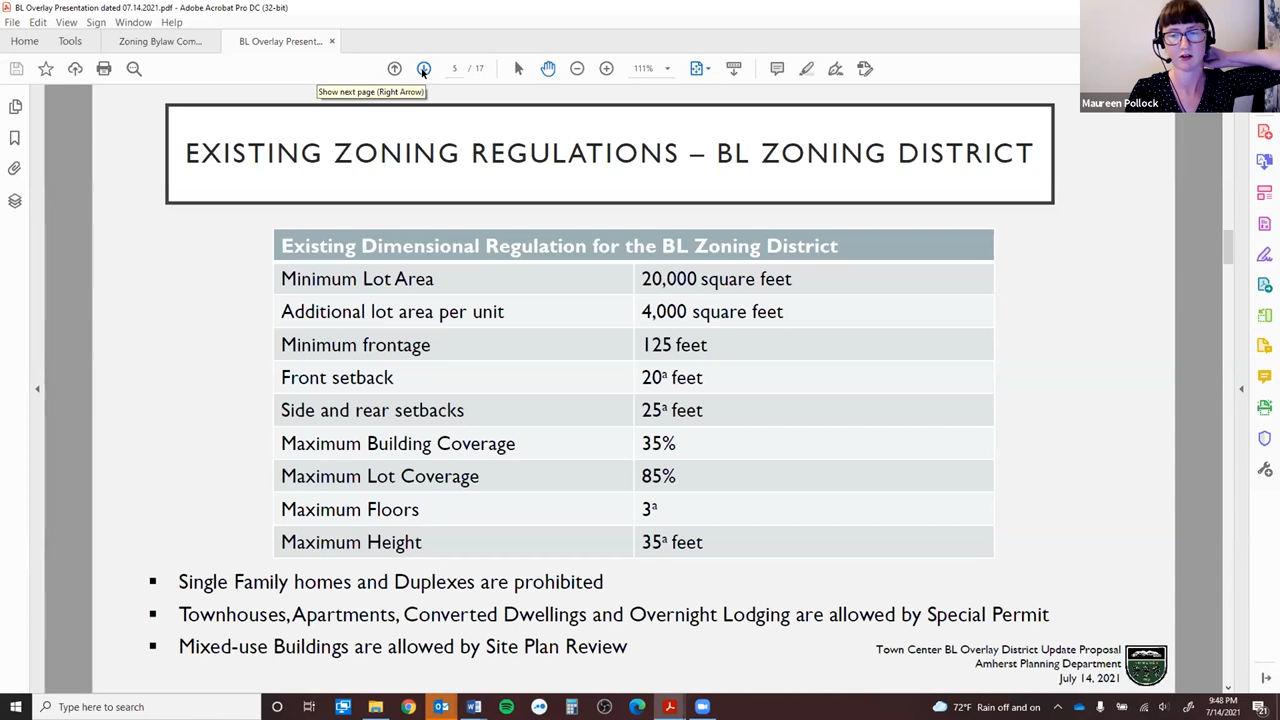 BL Overlay Presentation dated 07.14.2021.pdf - Adobe Acrobat Pro DC (32-bit)
File Edit View Sign Window Help
Home Tools Zoning Bylaw Com... BL Overlay Present... ×
5 / 17 111%
Show next page (Right Arrow)
Maureen Pollock
EXISTING ZONING REGULATIONS – BL ZONING DISTRICT
Existing Dimensional Regulation for the BL Zoning District
Minimum Lot Area 20,000 square feet
Additional lot area per unit 4,000 square feet
Minimum frontage 125 feet
Front setback 20ᵃ feet
Side and rear setbacks 25ᵃ feet
Maximum Building Coverage 35%
Maximum Lot Coverage 85%
Maximum Floors 3ᵃ
Maximum Height 35ᵃ feet
▪ Single Family homes and Duplexes are prohibited
▪ Townhouses, Apartments, Converted Dwellings and Overnight Lodging are allowed by Special Permit
▪ Mixed-use Buildings are allowed by Site Plan Review
Town Center BL Overlay District Update Proposal
Amherst Planning Department
July 14, 2021
Type here to search
72°F Rain off and on
9:48 PM
7/14/2021